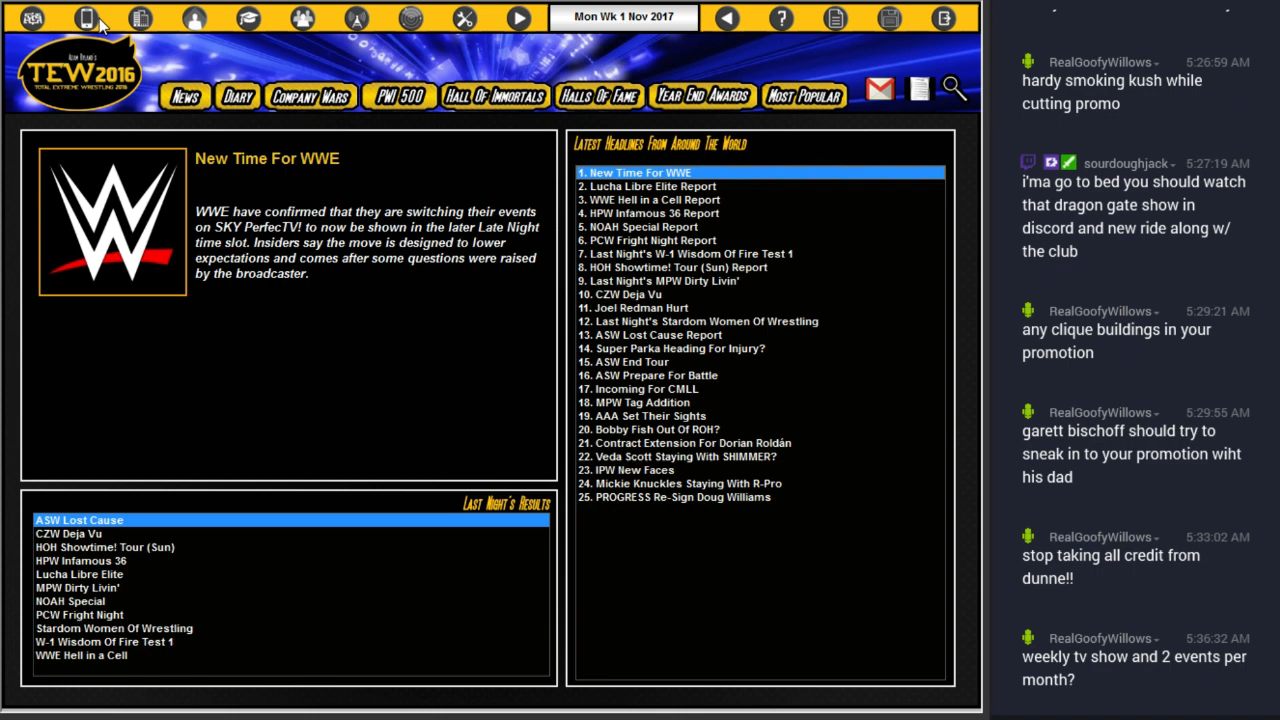 Mon Wk 1 Nov 2017
ADAM RYLAND'S
TEW2016
TOTAL EXTREME WRESTLING 2016
NEWS
DIARY
COMPANY WARS
PWI 500
HALL OF IMMORTALS
HALLS OF FAME
YEAR END AWARDS
MOST POPULAR
New Time For WWE
WWE have confirmed that they are switching their events
on SKY PerfecTV! to now be shown in the later Late Night
time slot. Insiders say the move is designed to lower
expectations and comes after some questions were raised
by the broadcaster.
LAST NIGHT'S RESULTS
ASW Lost Cause
CZW Deja Vu
HOH Showtime! Tour (Sun)
HPW Infamous 36
Lucha Libre Elite
MPW Dirty Livin'
NOAH Special
PCW Fright Night
Stardom Women Of Wrestling
W-1 Wisdom Of Fire Test 1
WWE Hell in a Cell
LATEST HEADLINES FROM AROUND THE WORLD
1. New Time For WWE
2. Lucha Libre Elite Report
3. WWE Hell in a Cell Report
4. HPW Infamous 36 Report
5. NOAH Special Report
6. PCW Fright Night Report
7. Last Night's W-1 Wisdom Of Fire Test 1
8. HOH Showtime! Tour (Sun) Report
9. Last Night's MPW Dirty Livin'
10. CZW Deja Vu
11. Joel Redman Hurt
12. Last Night's Stardom Women Of Wrestling
13. ASW Lost Cause Report
14. Super Parka Heading For Injury?
15. ASW End Tour
16. ASW Prepare For Battle
17. Incoming For CMLL
18. MPW Tag Addition
19. AAA Set Their Sights
20. Bobby Fish Out Of ROH?
21. Contract Extension For Dorian Roldán
22. Veda Scott Staying With SHIMMER?
23. IPW New Faces
24. Mickie Knuckles Staying With R-Pro
25. PROGRESS Re-Sign Doug Williams
RealGoofyWillows 5:26:59 AM
hardy smoking kush while
cutting promo
sourdoughjack 5:27:19 AM
i'ma go to bed you should watch
that dragon gate show in
discord and new ride along w/
the club
RealGoofyWillows 5:29:21 AM
any clique buildings in your
promotion
RealGoofyWillows 5:29:55 AM
garett bischoff should try to
sneak in to your promotion wiht
his dad
RealGoofyWillows 5:33:02 AM
stop taking all credit from
dunne!!
RealGoofyWillows 5:36:32 AM
weekly tv show and 2 events per
month?